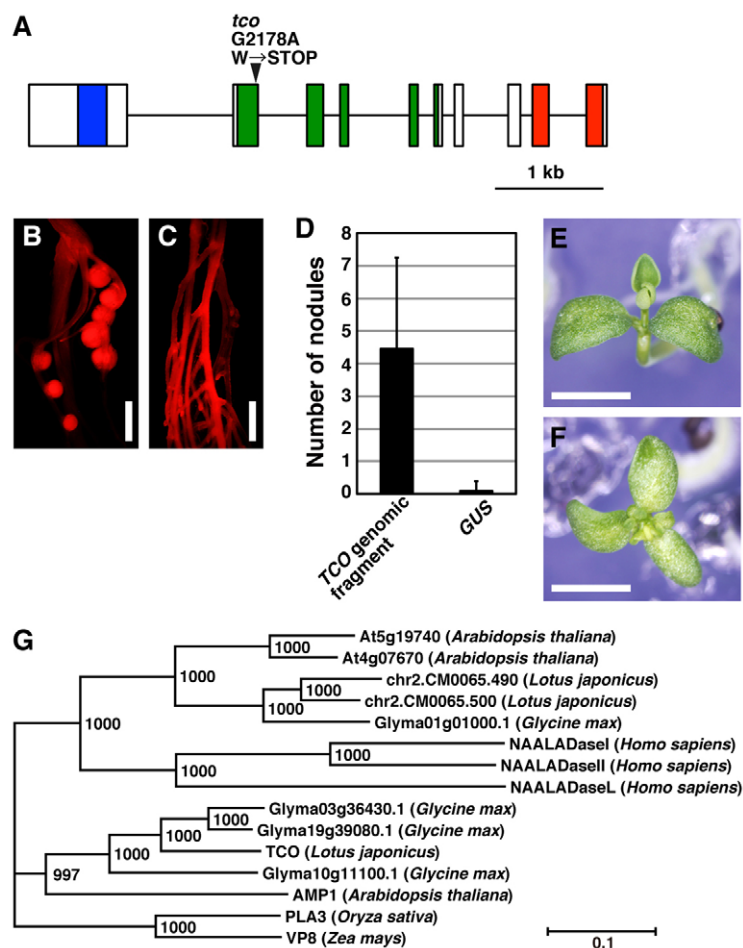 A
tco
G2178A
W→STOP
1 kb
B
C
D
Number of nodules
8
7
6
5
4
3
2
1
0
TCO genomic
fragment
GUS
E
F
G
At5g19740 (Arabidopsis thaliana)
1000
At4g07670 (Arabidopsis thaliana)
1000
chr2.CM0065.490 (Lotus japonicus)
1000
chr2.CM0065.500 (Lotus japonicus)
1000
Glyma01g01000.1 (Glycine max)
1000
NAALADaseI (Homo sapiens)
1000
NAALADaseII (Homo sapiens)
1000
NAALADaseL (Homo sapiens)
Glyma03g36430.1 (Glycine max)
1000
Glyma19g39080.1 (Glycine max)
1000
TCO (Lotus japonicus)
1000
Glyma10g11100.1 (Glycine max)
997
AMP1 (Arabidopsis thaliana)
PLA3 (Oryza sativa)
1000
VP8 (Zea mays)
0.1